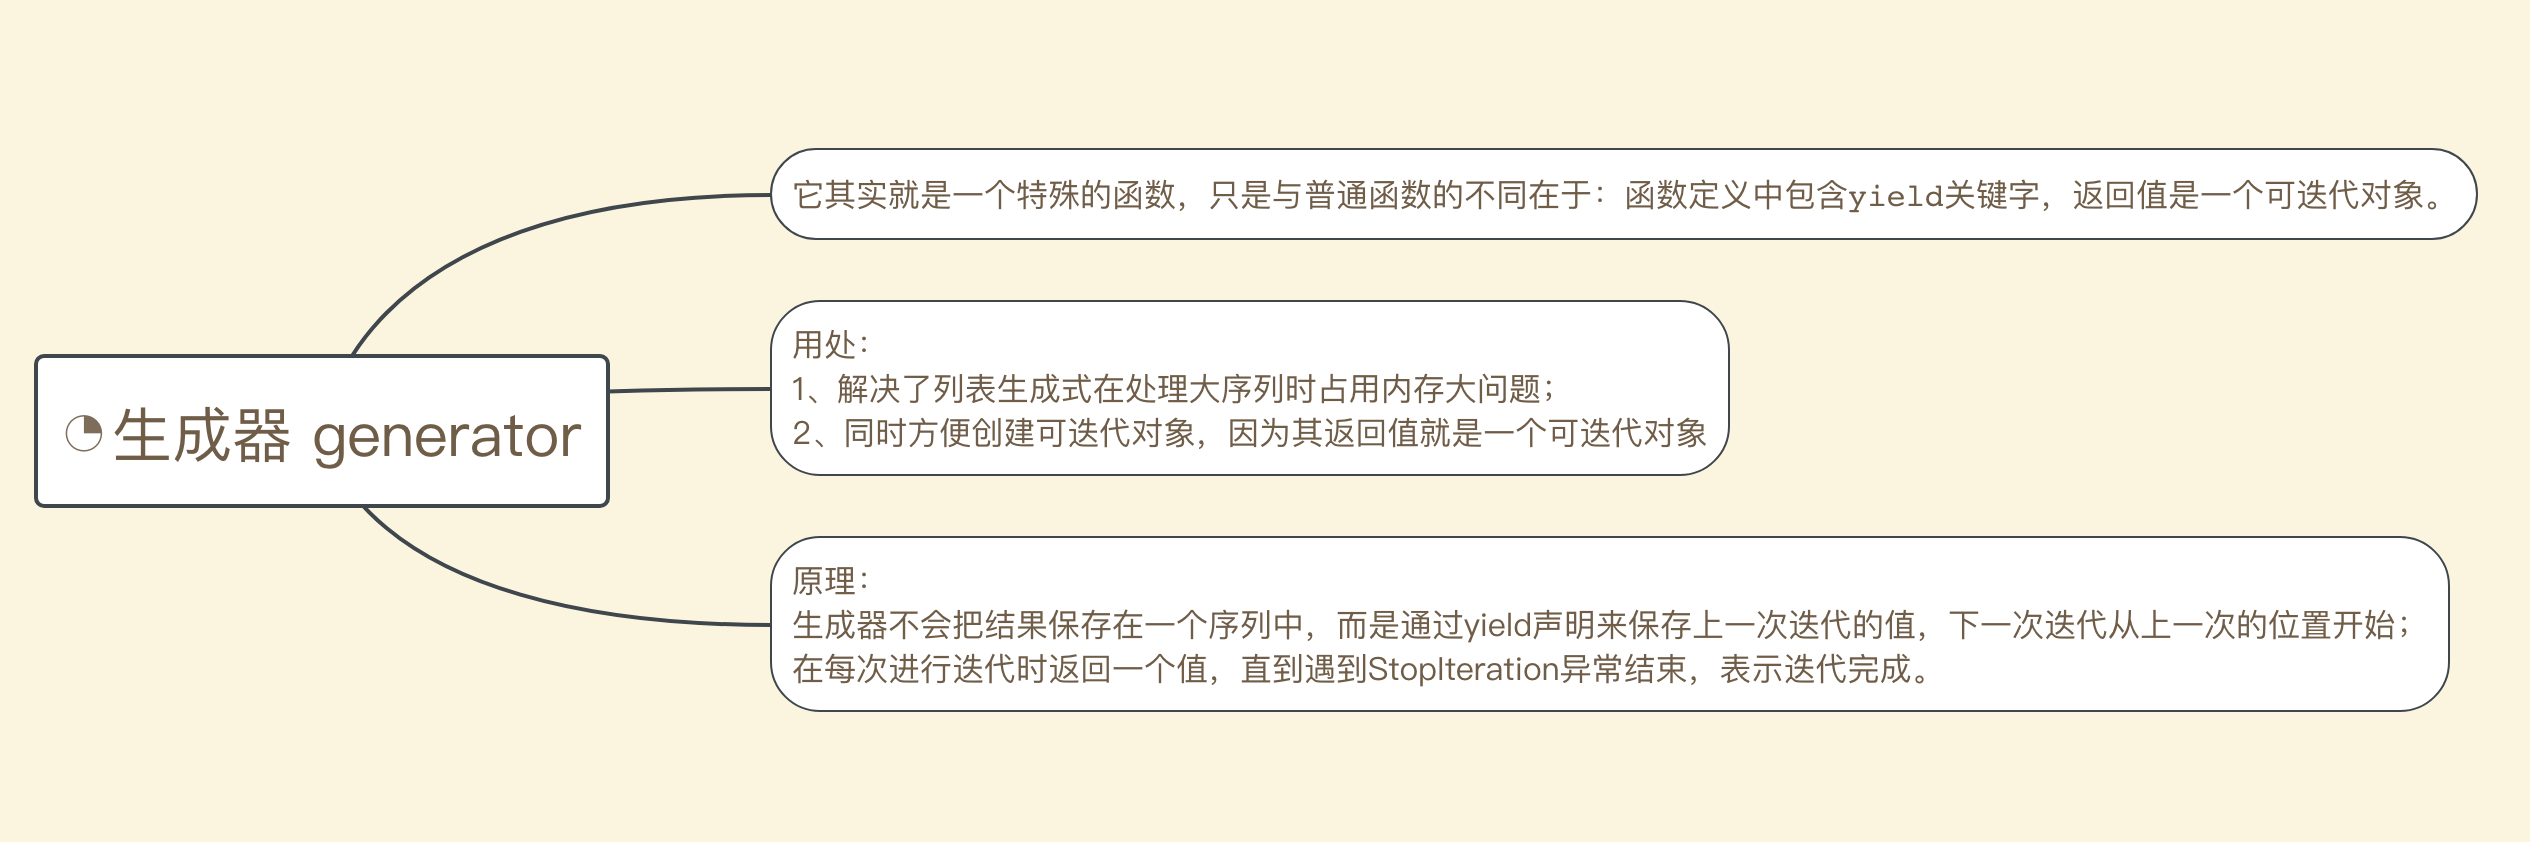 生成器 generator
它其实就是一个特殊的函数，只是与普通函数的不同在于：函数定义中包含yield关键字，返回值是一个可迭代对象。
用处：
1、解决了列表生成式在处理大序列时占用内存大问题；
2、同时方便创建可迭代对象，因为其返回值就是一个可迭代对象
原理：
生成器不会把结果保存在一个序列中，而是通过yield声明来保存上一次迭代的值，下一次迭代从上一次的位置开始；
在每次进行迭代时返回一个值，直到遇到StopIteration异常结束，表示迭代完成。